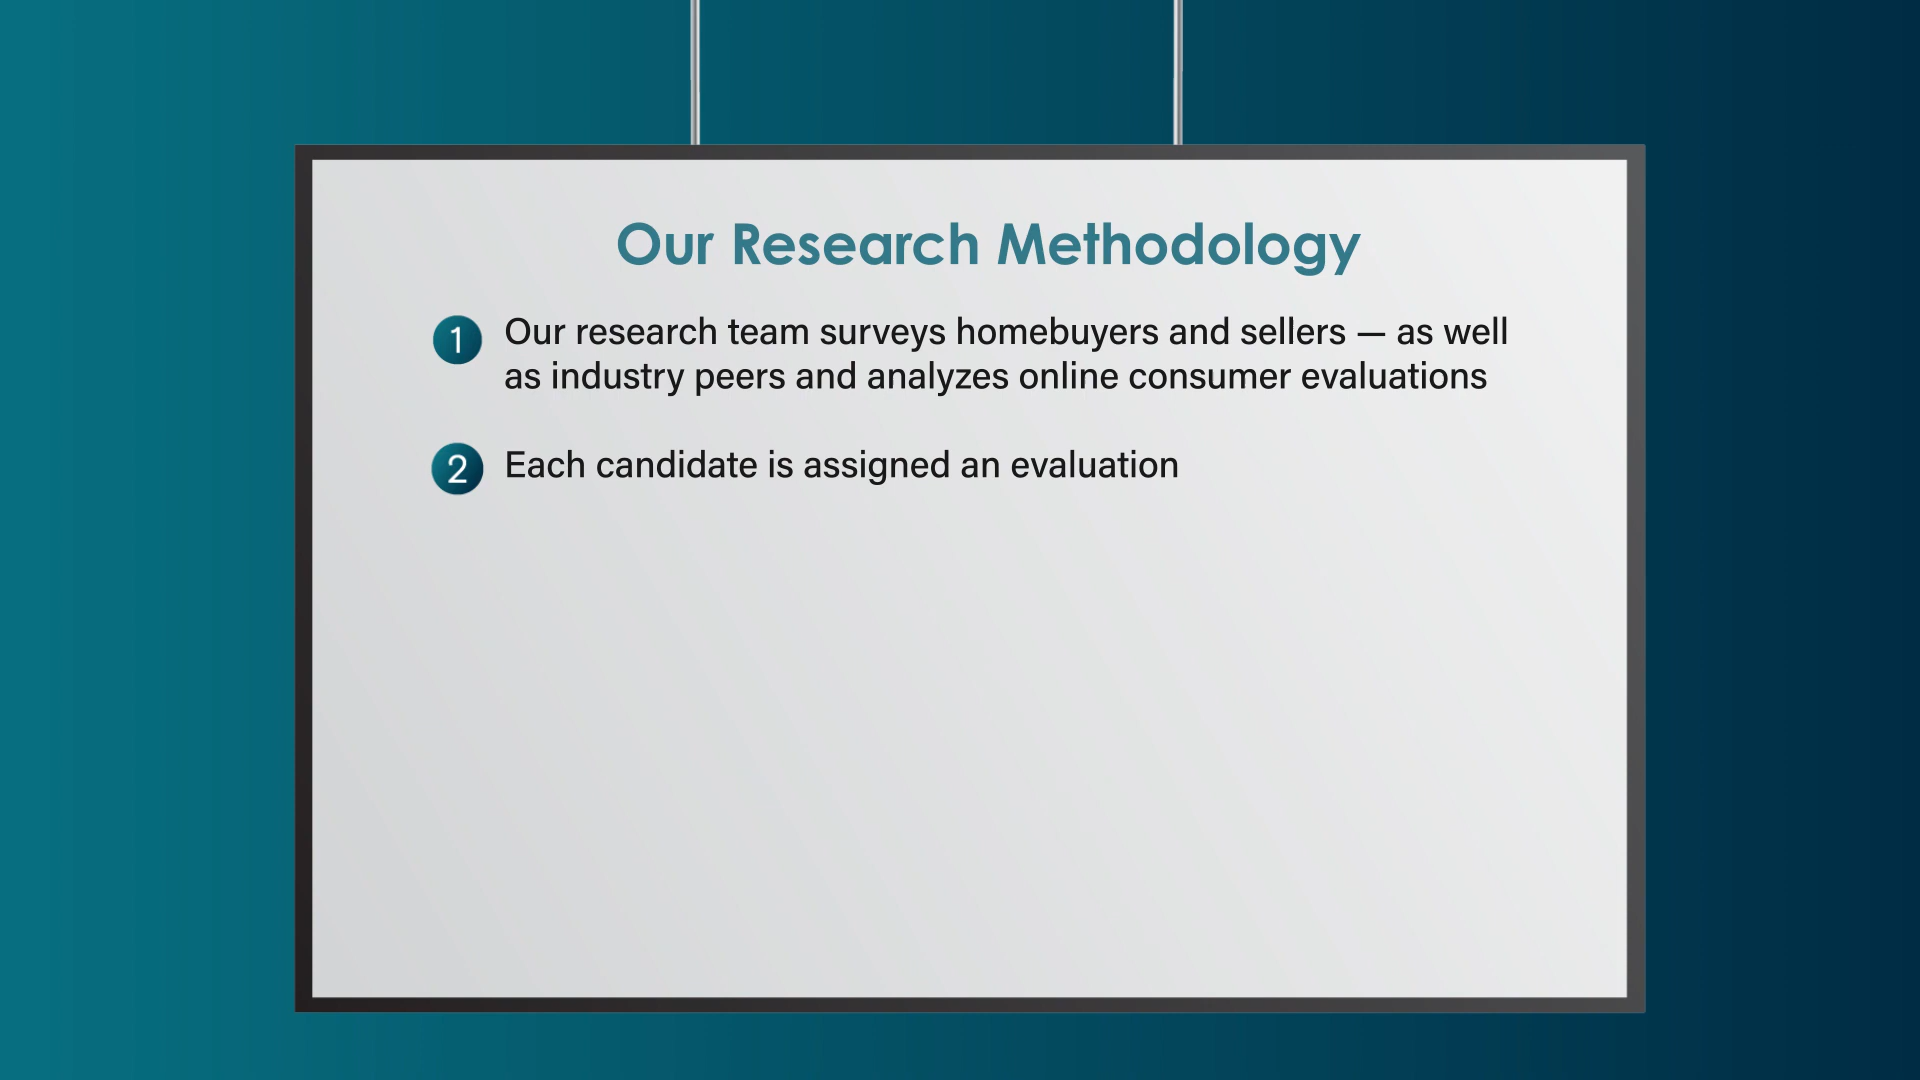 Our Research Methodology
1 Our research team surveys homebuyers and sellers — as well
as industry peers and analyzes online consumer evaluations
2 Each candidate is assigned an evaluation